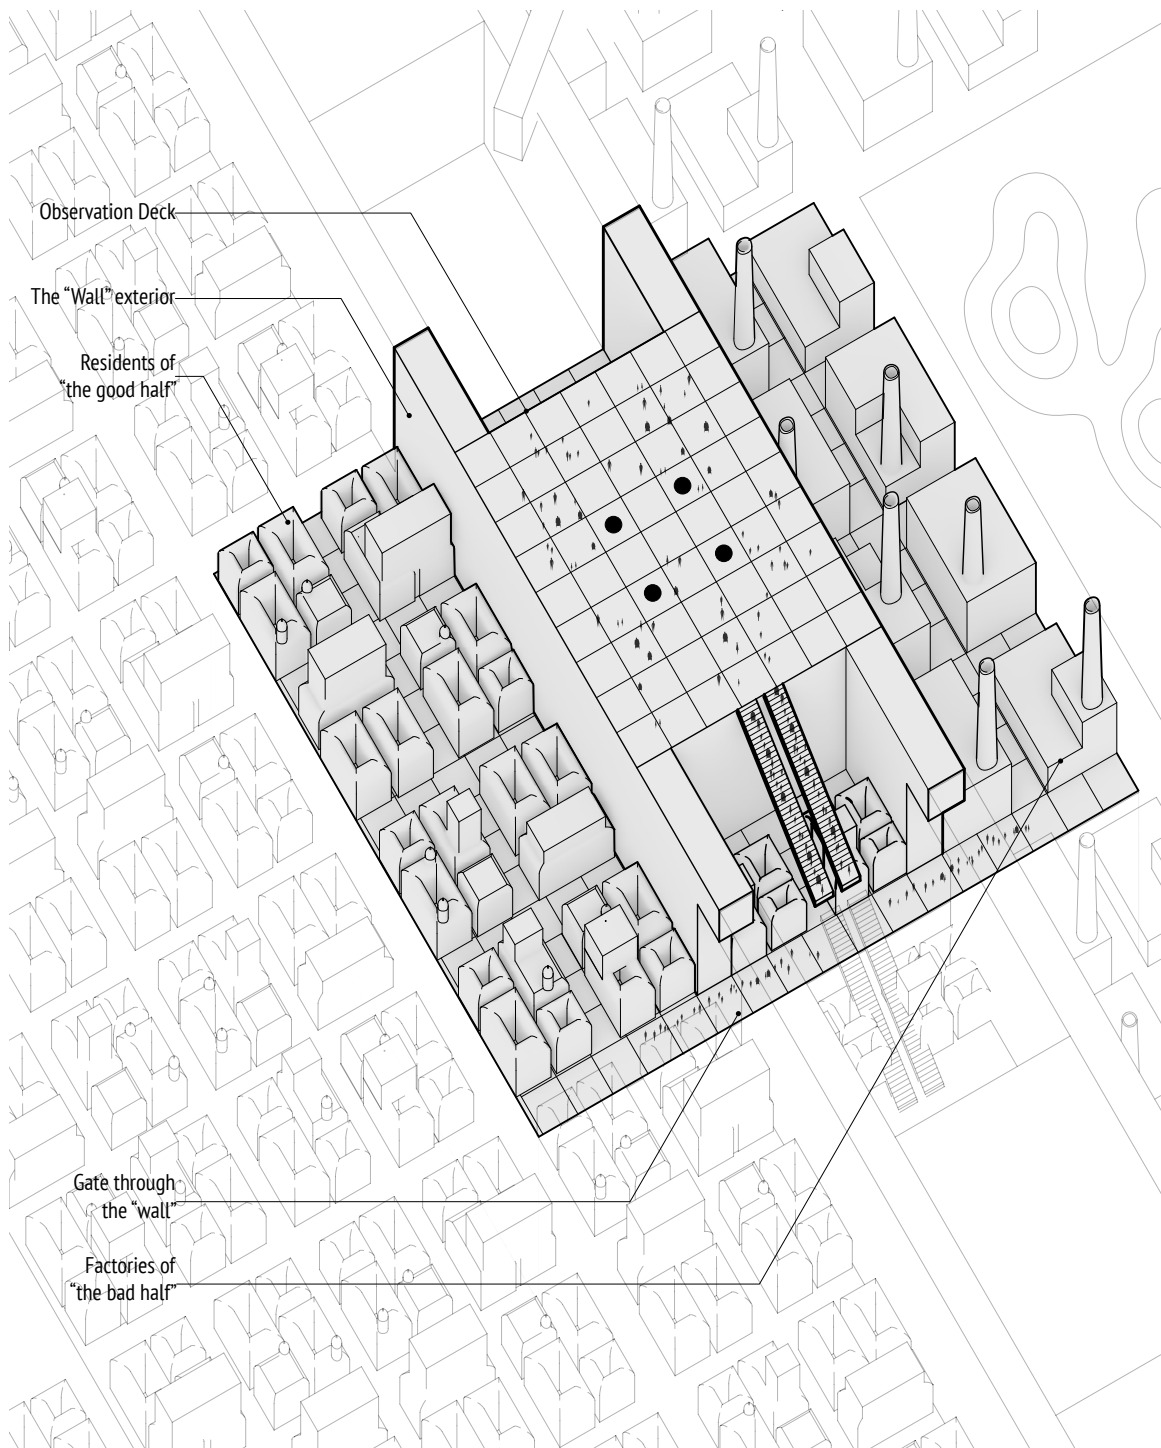 Observation Deck
The “Wall” exterior
Residents of
“the good half”
Gate through
the “wall”
Factories of
“the bad half”